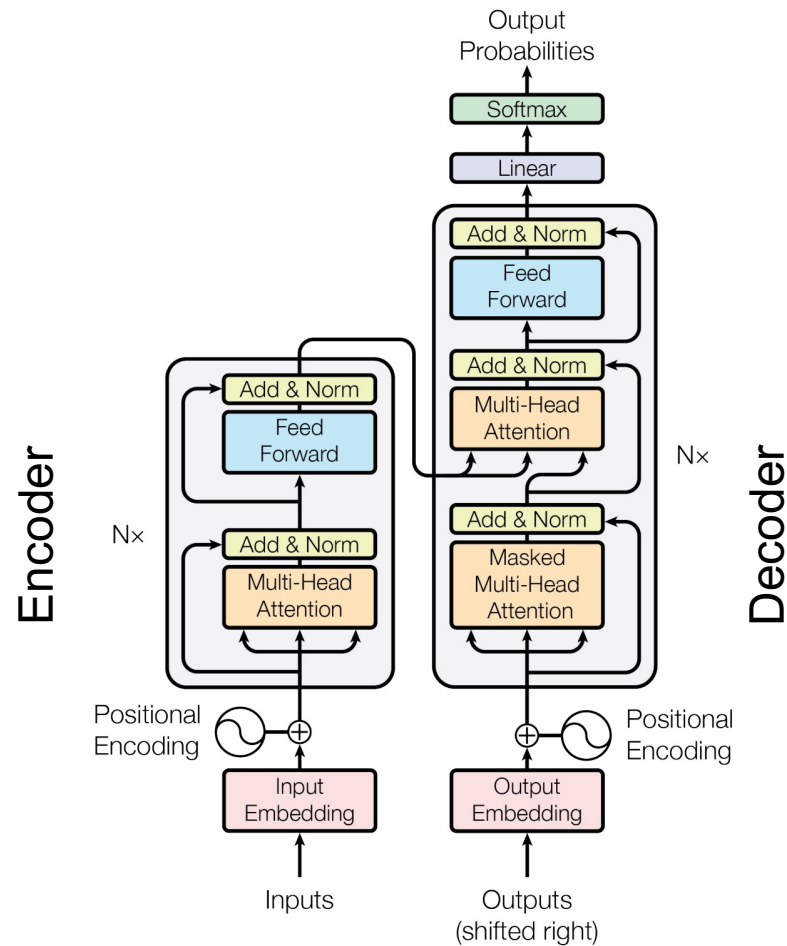 Output
Probabilities
Softmax
Linear
Add & Norm
Feed
Forward
Add & Norm
Multi-Head
Attention
Add & Norm
Masked
Multi-Head
Attention
Nx
Decoder
Positional
Encoding
Output
Embedding
Outputs
(shifted right)
Encoder
Nx
Add & Norm
Feed
Forward
Add & Norm
Multi-Head
Attention
Positional
Encoding
Input
Embedding
Inputs